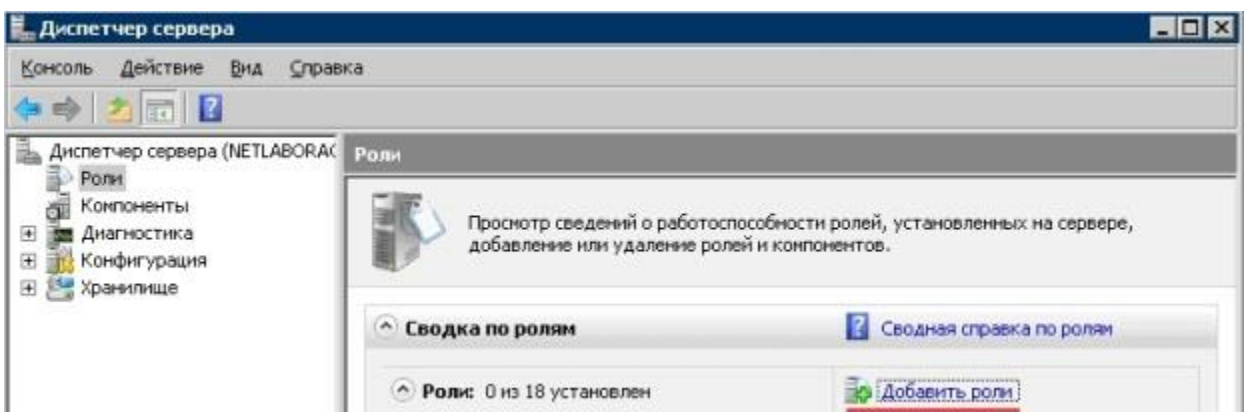 Диспетчер сервера
Консоль Действие Вид Справка
Диспетчер сервера (NETLABORAC
Роли
Компоненты
Диагностика
Конфигурация
Хранилище
Роли
Просмотр сведений о работоспособности ролей, установленных на сервере,
добавление или удаление ролей и компонентов.
Сводка по ролям
Сводная справка по ролям
Роли: 0 из 18 установлен
Добавить роли